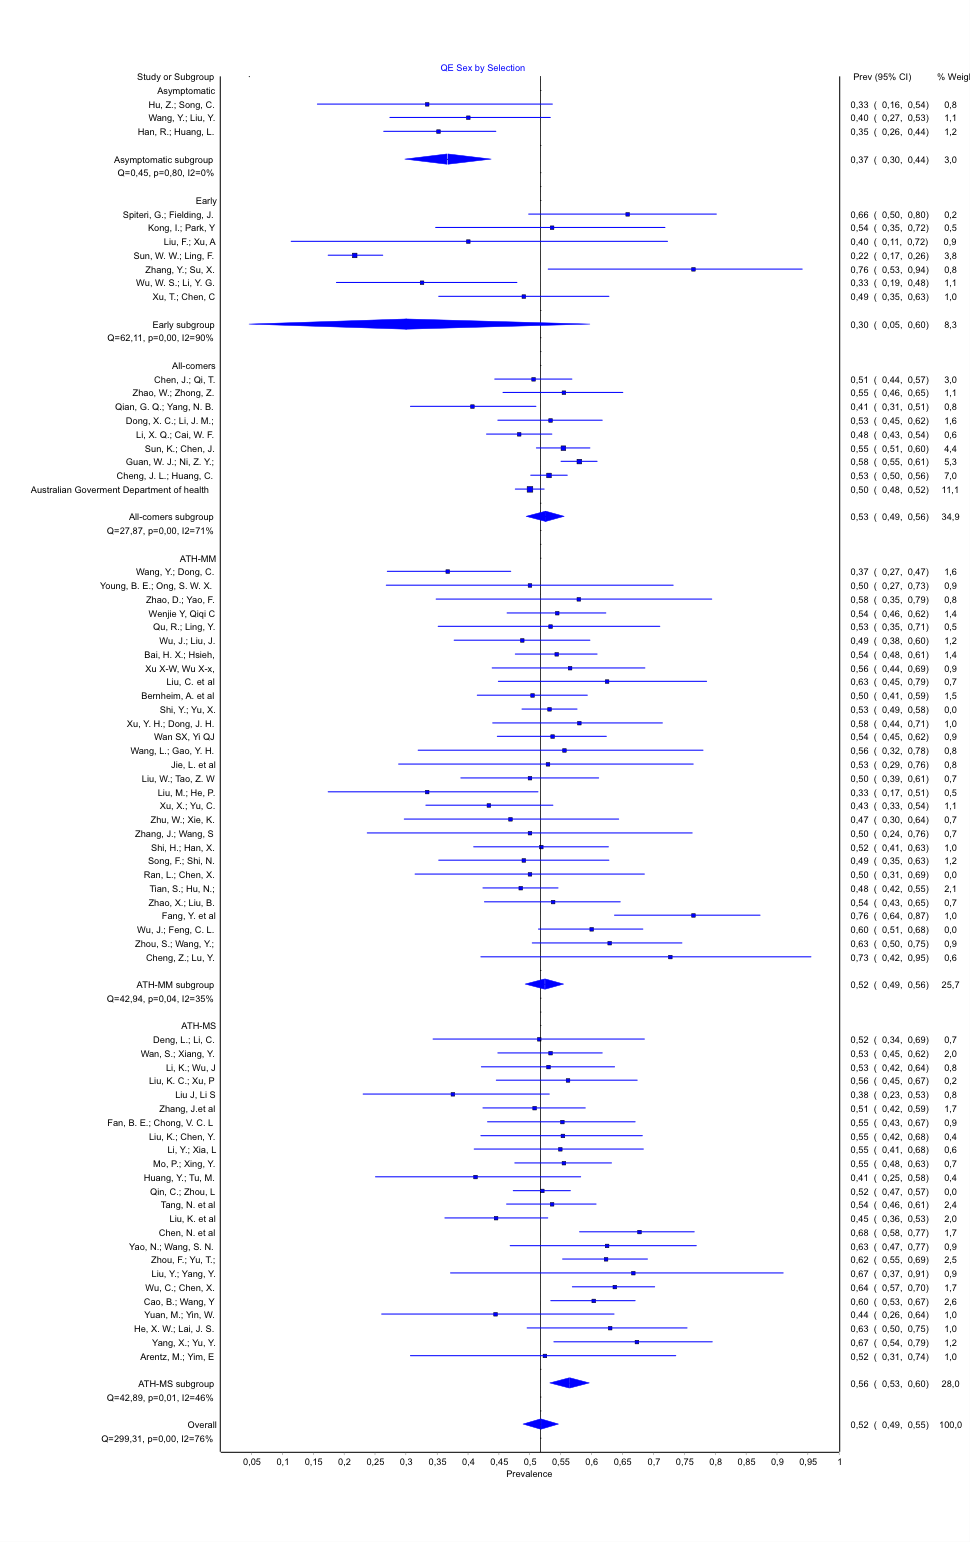 QE Sex by Selection
Study or Subgroup Prev (95% CI) % Weigl
Asymptomatic
Hu, Z.; Song, C. 0,33 ( 0,16, 0,54) 0,8
Wang, Y.; Liu, Y. 0,40 ( 0,27, 0,53) 1,1
Han, R.; Huang, L. 0,35 ( 0,26, 0,44) 1,2
Asymptomatic subgroup 0,37 ( 0,30, 0,44) 3,0
Q=0,45, p=0,80, I2=0%
Early
Spiteri, G.; Fielding, J. 0,66 ( 0,50, 0,80) 0,2
Kong, I.; Park, Y 0,54 ( 0,35, 0,72) 0,5
Liu, F.; Xu, A 0,40 ( 0,11, 0,72) 0,9
Sun, W. W.; Ling, F. 0,22 ( 0,17, 0,26) 3,8
Zhang, Y.; Su, X. 0,76 ( 0,53, 0,94) 0,8
Wu, W. S.; Li, Y. G. 0,33 ( 0,19, 0,48) 1,1
Xu, T.; Chen, C 0,49 ( 0,35, 0,63) 1,0
Early subgroup 0,30 ( 0,05, 0,60) 8,3
Q=62,11, p=0,00, I2=90%
All-comers
Chen, J.; Qi, T. 0,51 ( 0,44, 0,57) 3,0
Zhao, W.; Zhong, Z. 0,55 ( 0,46, 0,65) 1,1
Qian, G. Q.; Yang, N. B. 0,41 ( 0,31, 0,51) 0,8
Dong, X. C.; Li, J. M.; 0,53 ( 0,45, 0,62) 1,6
Li, X. Q.; Cai, W. F. 0,48 ( 0,43, 0,54) 0,6
Sun, K.; Chen, J. 0,55 ( 0,51, 0,60) 4,4
Guan, W. J.; Ni, Z. Y.; 0,58 ( 0,55, 0,61) 5,3
Cheng, J. L.; Huang, C. 0,53 ( 0,50, 0,56) 7,0
Australian Goverment Department of health 0,50 ( 0,48, 0,52) 11,1
All-comers subgroup 0,53 ( 0,49, 0,56) 34,9
Q=27,87, p=0,00, I2=71%
ATH-MM
Wang, Y.; Dong, C. 0,37 ( 0,27, 0,47) 1,6
Young, B. E.; Ong, S. W. X. 0,50 ( 0,27, 0,73) 0,9
Zhao, D.; Yao, F. 0,58 ( 0,35, 0,79) 0,8
Wenjie Y, Qiqi C 0,54 ( 0,46, 0,62) 1,4
Qu, R.; Ling, Y. 0,53 ( 0,35, 0,71) 0,5
Wu, J.; Liu, J. 0,49 ( 0,38, 0,60) 1,2
Bai, H. X.; Hsieh, 0,54 ( 0,48, 0,61) 1,4
Xu X-W, Wu X-x, 0,56 ( 0,44, 0,69) 0,9
Liu, C. et al 0,63 ( 0,45, 0,79) 0,7
Bernheim, A. et al 0,50 ( 0,41, 0,59) 1,5
Shi, Y.; Yu, X. 0,53 ( 0,49, 0,58) 0,0
Xu, Y. H.; Dong, J. H. 0,58 ( 0,44, 0,71) 1,0
Wan SX, Yi QJ 0,54 ( 0,45, 0,62) 0,9
Wang, L.; Gao, Y. H. 0,56 ( 0,32, 0,78) 0,8
Jie, L. et al 0,53 ( 0,29, 0,76) 0,8
Liu, W.; Tao, Z. W 0,50 ( 0,39, 0,61) 0,7
Liu, M.; He, P. 0,33 ( 0,17, 0,51) 0,5
Xu, X.; Yu, C. 0,43 ( 0,33, 0,54) 1,1
Zhu, W.; Xie, K. 0,47 ( 0,30, 0,64) 0,7
Zhang, J.; Wang, S 0,50 ( 0,24, 0,76) 0,7
Shi, H.; Han, X. 0,52 ( 0,41, 0,63) 1,0
Song, F.; Shi, N. 0,49 ( 0,35, 0,63) 1,2
Ran, L.; Chen, X. 0,50 ( 0,31, 0,69) 0,0
Tian, S.; Hu, N.; 0,48 ( 0,42, 0,55) 2,1
Zhao, X.; Liu, B. 0,54 ( 0,43, 0,65) 0,7
Fang, Y. et al 0,76 ( 0,64, 0,87) 1,0
Wu, J.; Feng, C. L. 0,60 ( 0,51, 0,68) 0,0
Zhou, S.; Wang, Y.; 0,63 ( 0,50, 0,75) 0,9
Cheng, Z.; Lu, Y. 0,73 ( 0,42, 0,95) 0,6
ATH-MM subgroup 0,52 ( 0,49, 0,56) 25,7
Q=42,94, p=0,04, I2=35%
ATH-MS
Deng, L.; Li, C. 0,52 ( 0,34, 0,69) 0,7
Wan, S.; Xiang, Y. 0,53 ( 0,45, 0,62) 2,0
Li, K.; Wu, J 0,53 ( 0,42, 0,64) 0,8
Liu, K. C.; Xu, P 0,56 ( 0,45, 0,67) 0,2
Liu J, Li S 0,38 ( 0,23, 0,53) 0,8
Zhang, J.et al 0,51 ( 0,42, 0,59) 1,7
Fan, B. E.; Chong, V. C. L 0,55 ( 0,43, 0,67) 0,9
Liu, K.; Chen, Y. 0,55 ( 0,42, 0,68) 0,4
Li, Y.; Xia, L 0,55 ( 0,41, 0,68) 0,6
Mo, P.; Xing, Y. 0,55 ( 0,48, 0,63) 0,7
Huang, Y.; Tu, M. 0,41 ( 0,25, 0,58) 0,4
Qin, C.; Zhou, L 0,52 ( 0,47, 0,57) 0,0
Tang, N. et al 0,54 ( 0,46, 0,61) 2,4
Liu, K. et al 0,45 ( 0,36, 0,53) 2,0
Chen, N. et al 0,68 ( 0,58, 0,77) 1,7
Yao, N.; Wang, S. N. 0,63 ( 0,47, 0,77) 0,9
Zhou, F.; Yu, T.; 0,62 ( 0,55, 0,69) 2,5
Liu, Y.; Yang, Y. 0,67 ( 0,37, 0,91) 0,9
Wu, C.; Chen, X. 0,64 ( 0,57, 0,70) 1,7
Cao, B.; Wang, Y 0,60 ( 0,53, 0,67) 2,6
Yuan, M.; Yin, W. 0,44 ( 0,26, 0,64) 1,0
He, X. W.; Lai, J. S. 0,63 ( 0,50, 0,75) 1,0
Yang, X.; Yu, Y. 0,67 ( 0,54, 0,79) 1,2
Arentz, M.; Yim, E 0,52 ( 0,31, 0,74) 1,0
ATH-MS subgroup 0,56 ( 0,53, 0,60) 28,0
Q=42,89, p=0,01, I2=46%
Overall 0,52 ( 0,49, 0,55) 100,0
Q=299,31, p=0,00, I2=76%
0,05 0,1 0,15 0,2 0,25 0,3 0,35 0,4 0,45 0,5 0,55 0,6 0,65 0,7 0,75 0,8 0,85 0,9 0,95 1
Prevalence